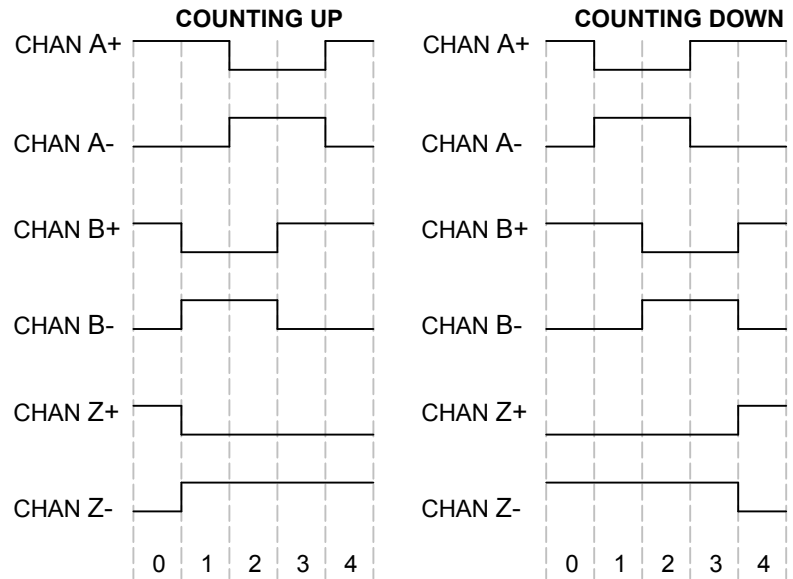 COUNTING UP
CHAN A+
CHAN A-
CHAN B+
CHAN B-
CHAN Z+
CHAN Z-
0 1 2 3 4
COUNTING DOWN
CHAN A+
CHAN A-
CHAN B+
CHAN B-
CHAN Z+
CHAN Z-
0 1 2 3 4